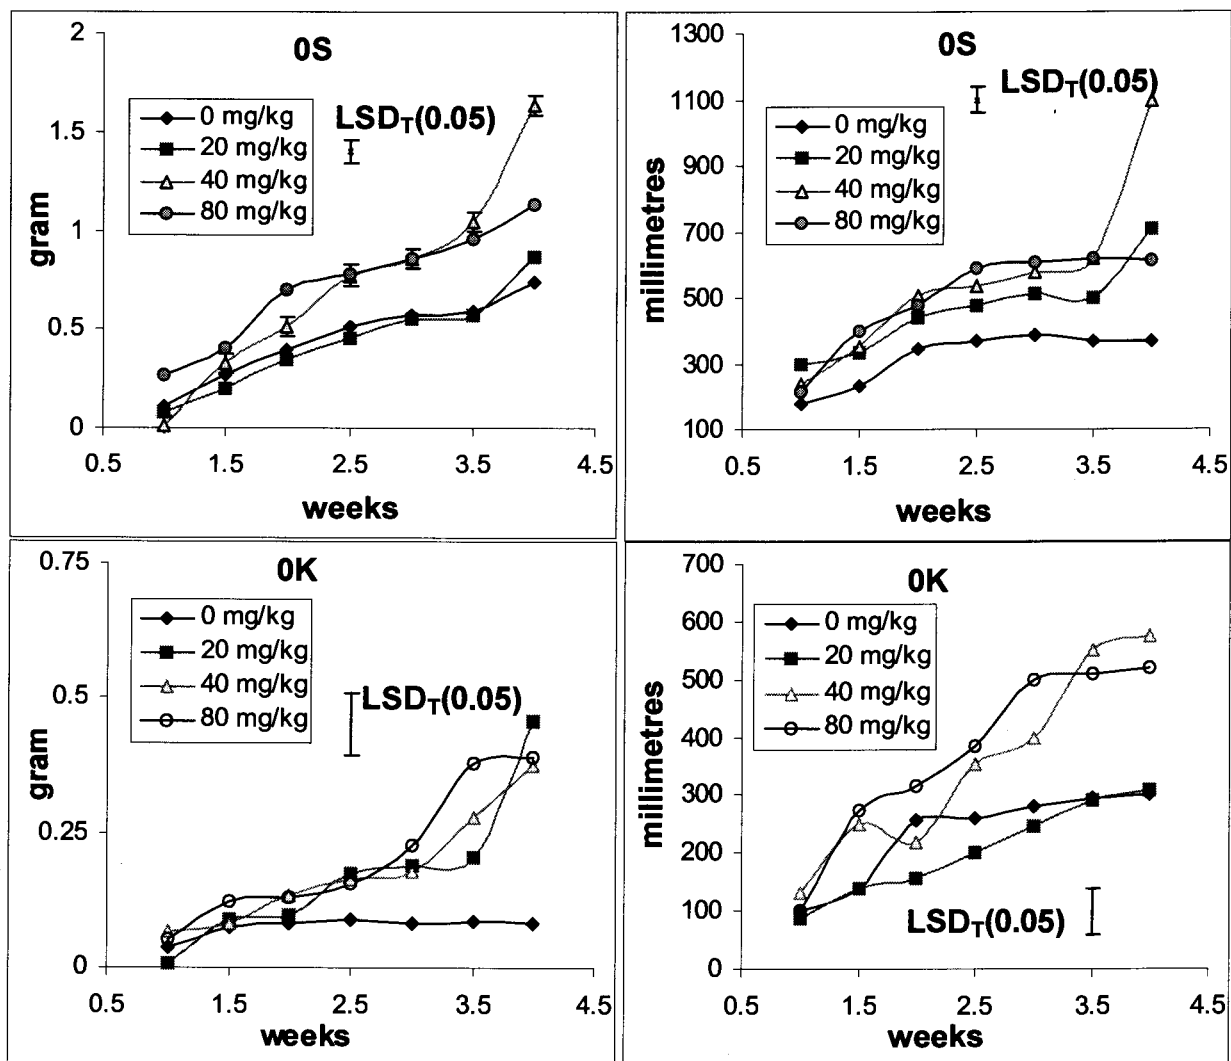 0S
LSDT(0.05)
0 mg/kg
20 mg/kg
40 mg/kg
80 mg/kg
gram
2
1.5
1
0.5
0
0.5 1.5 2.5 3.5 4.5
weeks
0S
LSDT(0.05)
0 mg/kg
20 mg/kg
40 mg/kg
80 mg/kg
millimetres
1300
1100
900
700
500
300
100
0.5 1.5 2.5 3.5 4.5
weeks
0K
LSDT(0.05)
0 mg/kg
20 mg/kg
40 mg/kg
80 mg/kg
gram
0.75
0.5
0.25
0
0.5 1.5 2.5 3.5 4.5
weeks
0K
0 mg/kg
20 mg/kg
40 mg/kg
80 mg/kg
LSDT(0.05)
millimetres
700
600
500
400
300
200
100
0
0.5 1.5 2.5 3.5 4.5
weeks